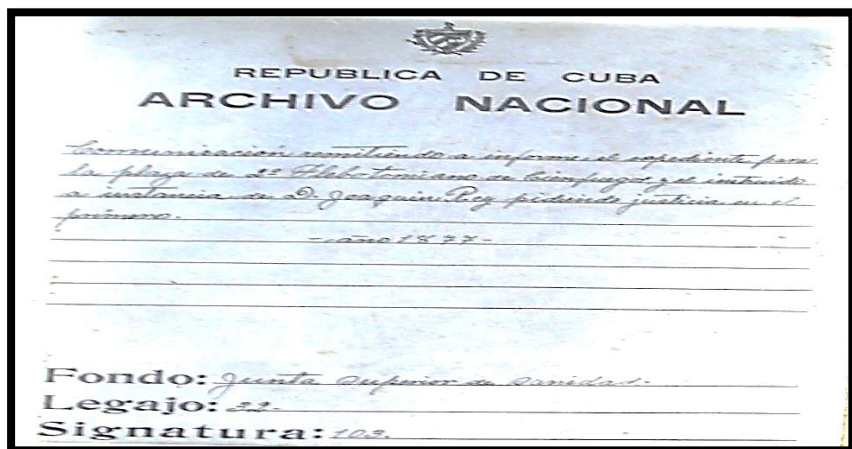 REPUBLICA DE CUBA
ARCHIVO NACIONAL
Comunicación remitiendo a informe, el expediente para
la plaza de 2º Flebotomiano de Cienfuegos y el instruido
a instancia de D. Joaquin Rey pidiendo justicia en el
primero.
- año 1877 -
Fondo: Junta Superior de Sanidad.
Legajo: 22.
Signatura: 103.